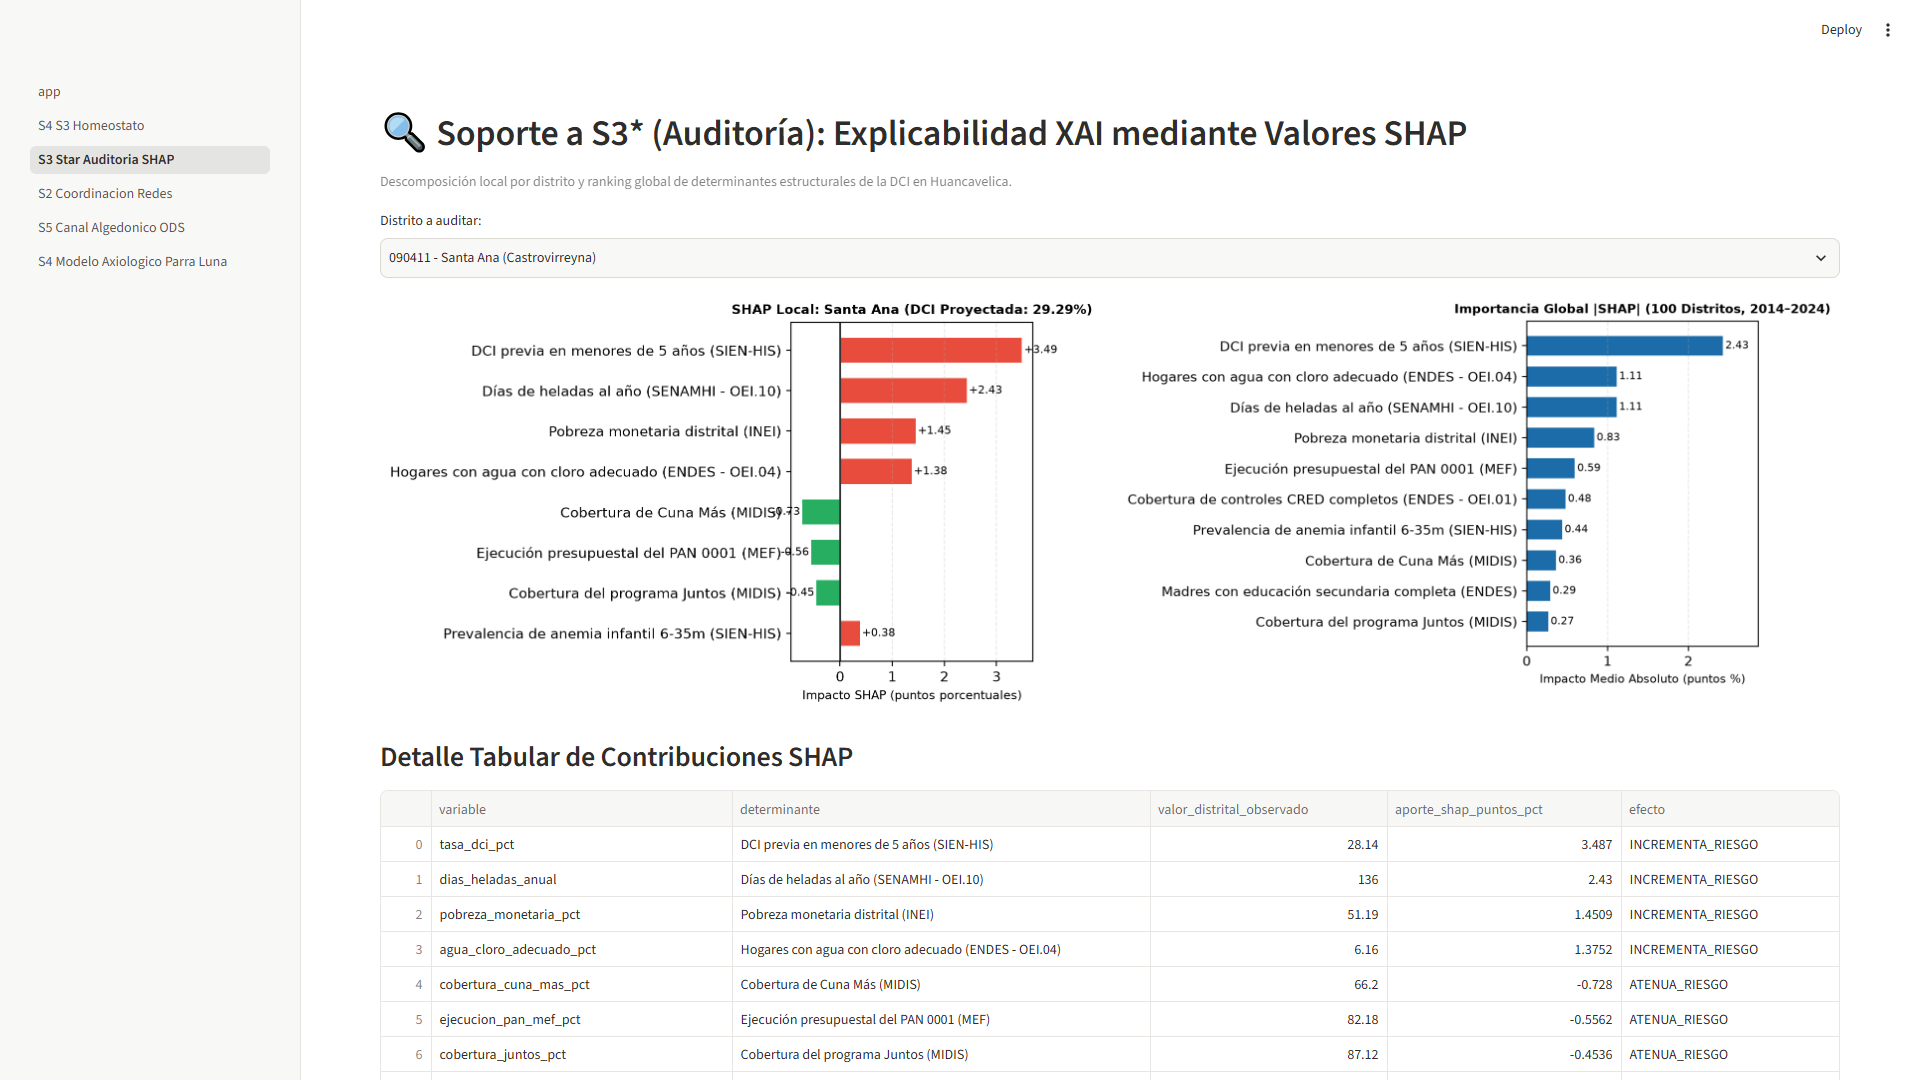 Deploy
app
S4 S3 Homeostato
S3 Star Auditoria SHAP
S2 Coordinacion Redes
S5 Canal Algedonico ODS
S4 Modelo Axiologico Parra Luna
Soporte a S3* (Auditoría): Explicabilidad XAI mediante Valores SHAP
Descomposición local por distrito y ranking global de determinantes estructurales de la DCI en Huancavelica.
Distrito a auditar:
090411 - Santa Ana (Castrovirreyna)
SHAP Local: Santa Ana (DCI Proyectada: 29.29%)
DCI previa en menores de 5 años (SIEN-HIS) +3.49
Días de heladas al año (SENAMHI - OEI.10) +2.43
Pobreza monetaria distrital (INEI) +1.45
Hogares con agua con cloro adecuado (ENDES - OEI.04) +1.38
Cobertura de Cuna Más (MIDIS) -0.73
Ejecución presupuestal del PAN 0001 (MEF) -0.56
Cobertura del programa Juntos (MIDIS) -0.45
Prevalencia de anemia infantil 6-35m (SIEN-HIS) +0.38
0 1 2 3
Impacto SHAP (puntos porcentuales)
Importancia Global |SHAP| (100 Distritos, 2014–2024)
DCI previa en menores de 5 años (SIEN-HIS) 2.43
Hogares con agua con cloro adecuado (ENDES - OEI.04) 1.11
Días de heladas al año (SENAMHI - OEI.10) 1.11
Pobreza monetaria distrital (INEI) 0.83
Ejecución presupuestal del PAN 0001 (MEF) 0.59
Cobertura de controles CRED completos (ENDES - OEI.01) 0.48
Prevalencia de anemia infantil 6-35m (SIEN-HIS) 0.44
Cobertura de Cuna Más (MIDIS) 0.36
Madres con educación secundaria completa (ENDES) 0.29
Cobertura del programa Juntos (MIDIS) 0.27
0 1 2
Impacto Medio Absoluto (puntos %)
Detalle Tabular de Contribuciones SHAP
variable determinante valor_distrital_observado aporte_shap_puntos_pct efecto
0 tasa_dci_pct DCI previa en menores de 5 años (SIEN-HIS) 28.14 3.487 INCREMENTA_RIESGO
1 dias_heladas_anual Días de heladas al año (SENAMHI - OEI.10) 136 2.43 INCREMENTA_RIESGO
2 pobreza_monetaria_pct Pobreza monetaria distrital (INEI) 51.19 1.4509 INCREMENTA_RIESGO
3 agua_cloro_adecuado_pct Hogares con agua con cloro adecuado (ENDES - OEI.04) 6.16 1.3752 INCREMENTA_RIESGO
4 cobertura_cuna_mas_pct Cobertura de Cuna Más (MIDIS) 66.2 -0.728 ATENUA_RIESGO
5 ejecucion_pan_mef_pct Ejecución presupuestal del PAN 0001 (MEF) 82.18 -0.5562 ATENUA_RIESGO
6 cobertura_juntos_pct Cobertura del programa Juntos (MIDIS) 87.12 -0.4536 ATENUA_RIESGO